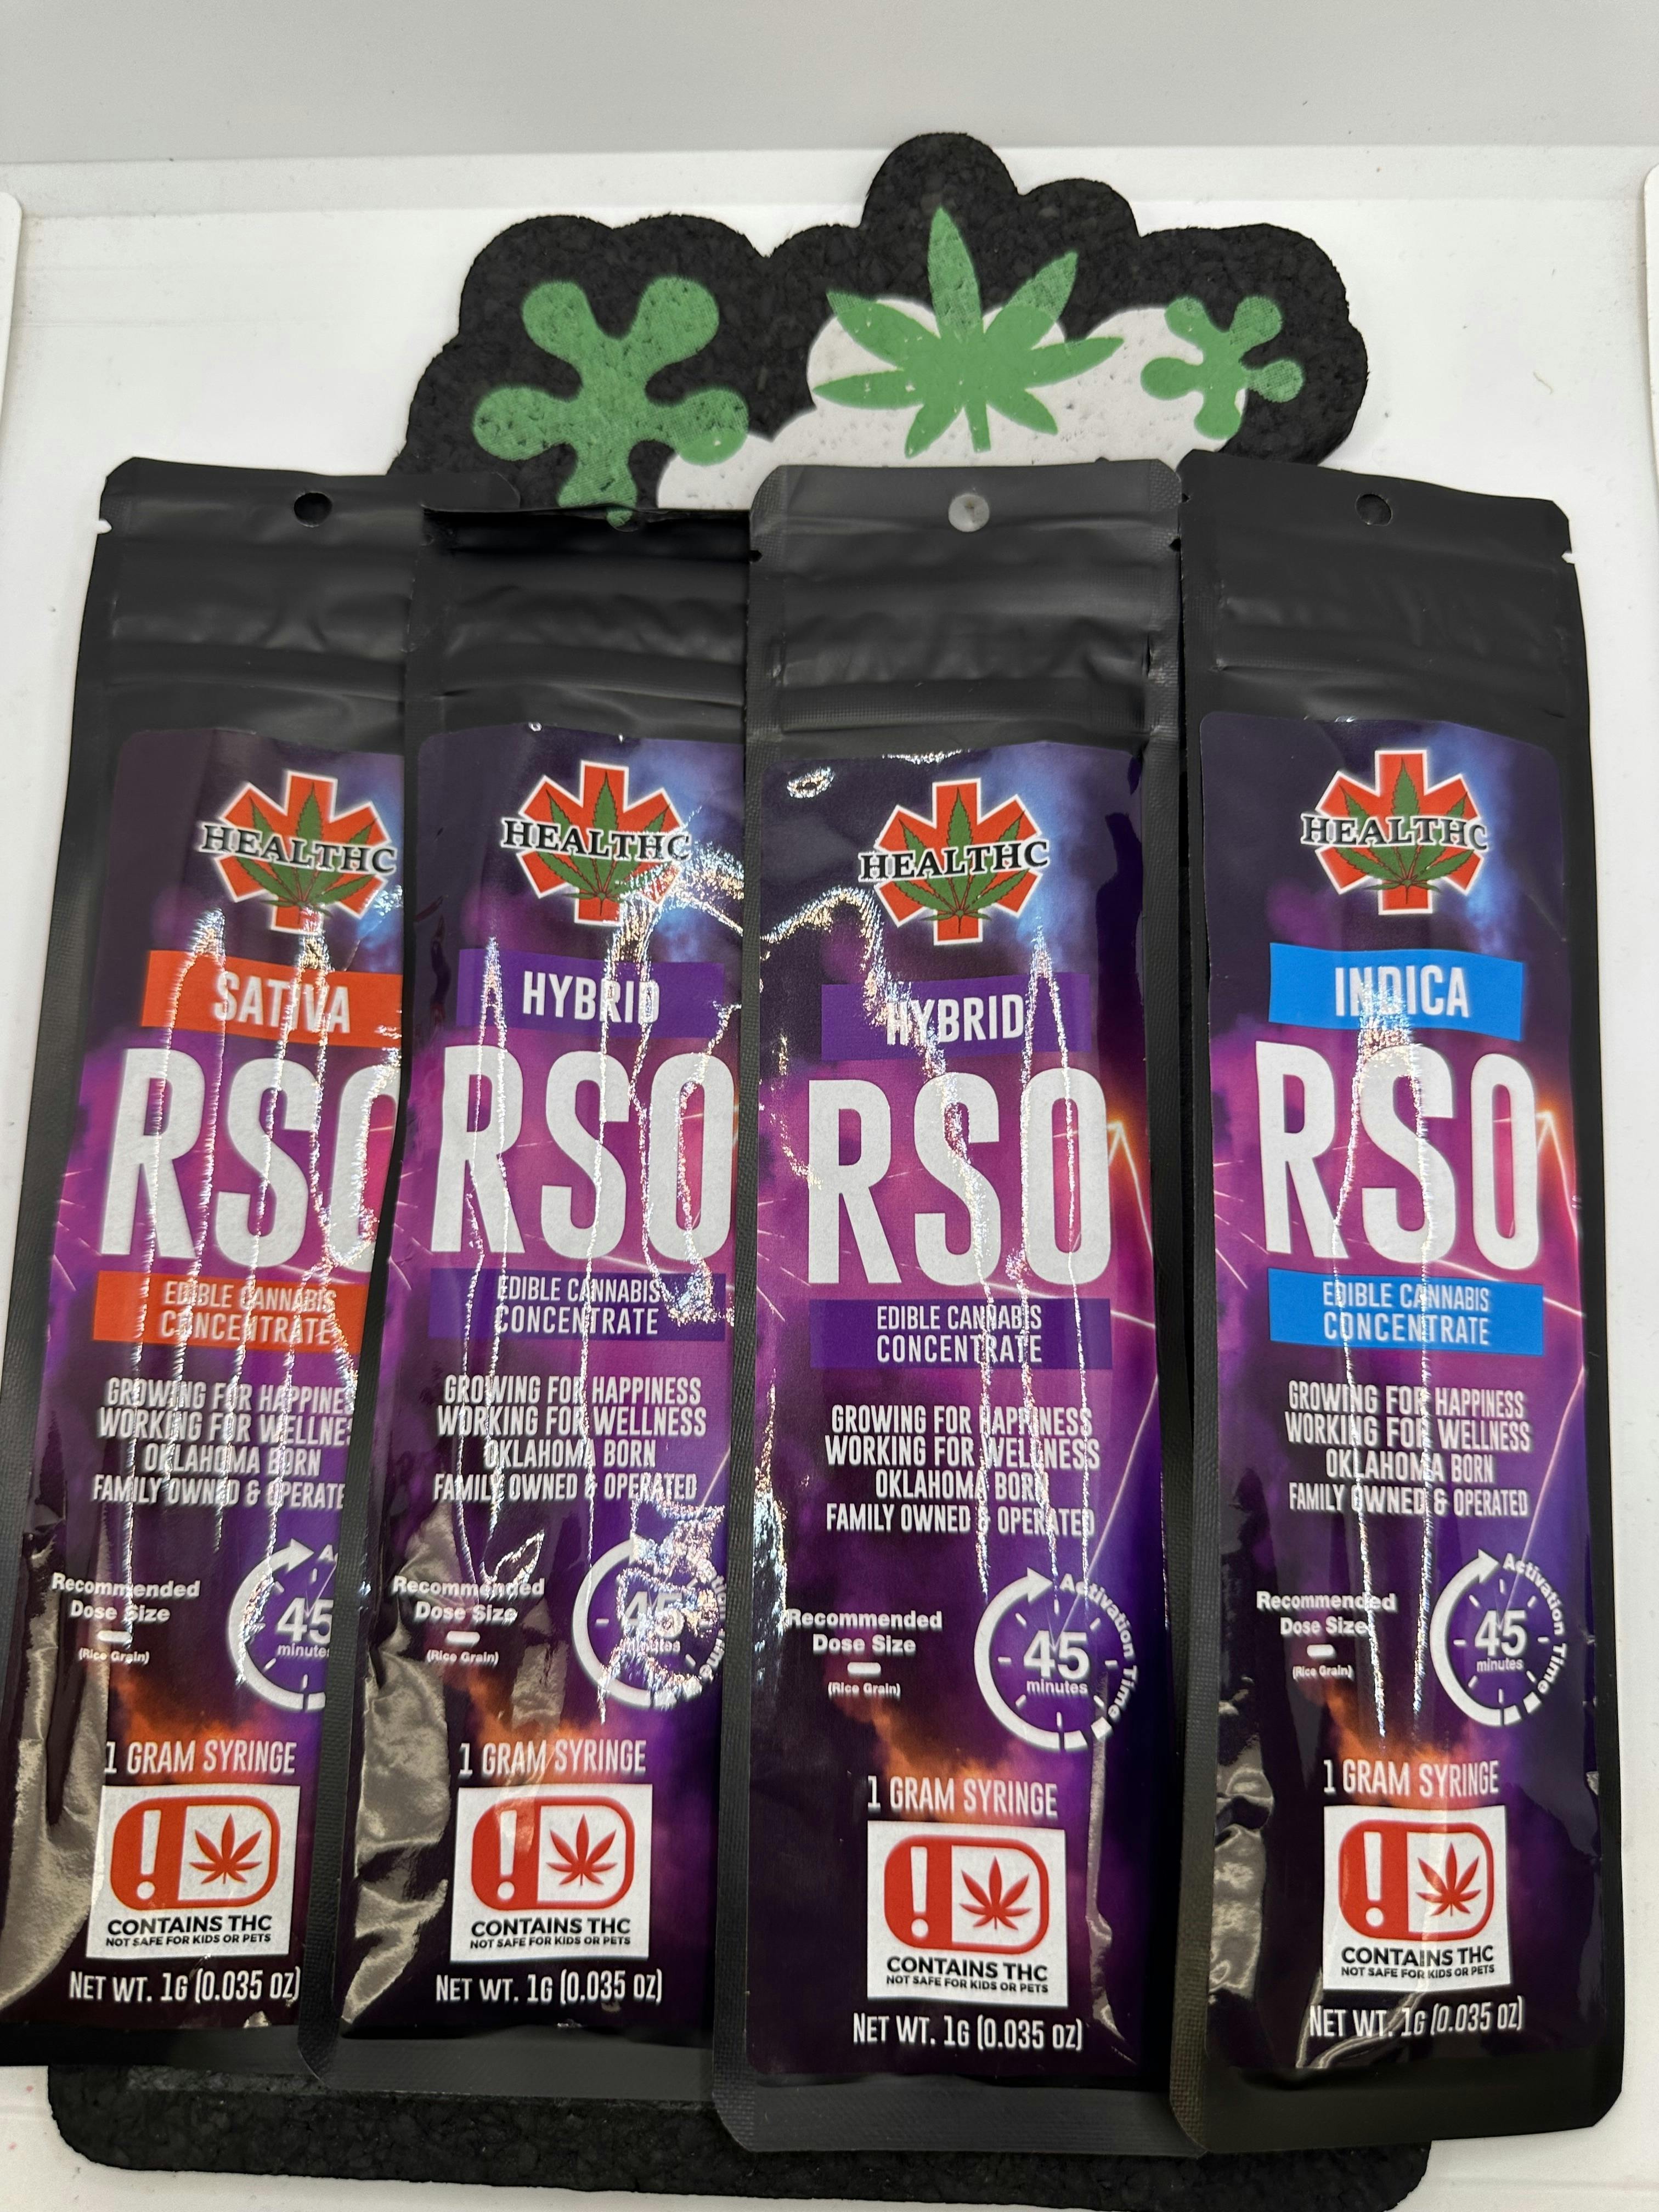 HEALTHC
SATIVA
RSO
EDIBLE CANNABIS
CONCENTRATE
GROWING FOR HAPPINE
WORKING FOR WELLNE
OKLAHOMA BORN
FAMILY OWNED & OPERATE
Recommended
Dose Size
(Rice Grain)
45
minutes
1 GRAM SYRINGE
CONTAINS THC
NOT SAFE FOR KIDS OR PETS
NET WT. 1G (0.035 OZ)
HEALTHC
HYBRID
RSO
EDIBLE CANNABIS
CONCENTRATE
GROWING FOR HAPPINESS
WORKING FOR WELLNESS
OKLAHOMA BORN
FAMILY OWNED & OPERATED
Recommended
Dose Size
(Rice Grain)
45
minutes
1 GRAM SYRINGE
CONTAINS THC
NOT SAFE FOR KIDS OR PETS
NET WT. 1G (0.035 OZ)
HEALTHC
HYBRID
RSO
EDIBLE CANNABIS
CONCENTRATE
GROWING FOR HAPPINESS
WORKING FOR WELLNESS
OKLAHOMA BORN
FAMILY OWNED & OPERATED
Recommended
Dose Size
(Rice Grain)
Activation Time
45
minutes
1 GRAM SYRINGE
CONTAINS THC
NOT SAFE FOR KIDS OR PETS
NET WT. 1G (0.035 OZ)
HEALTHC
INDICA
RSO
EDIBLE CANNABIS
CONCENTRATE
GROWING FOR HAPPINESS
WORKING FOR WELLNESS
OKLAHOMA BORN
FAMILY OWNED & OPERATED
Recommended
Dose Size
(Rice Grain)
Activation Time
45
minutes
1 GRAM SYRINGE
CONTAINS THC
NOT SAFE FOR KIDS OR PETS
NET WT. 1G (0.035 OZ)